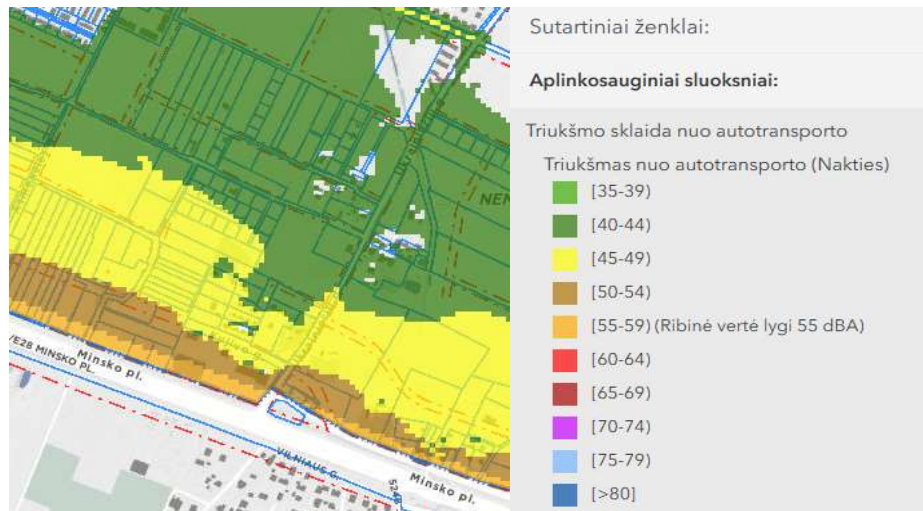 Sutartiniai ženklai:
Aplinkosauginiai sluoksniai:
Triukšmo sklaida nuo autotransporto
Triukšmas nuo autotransporto (Nakties)
[35-39)
[40-44)
[45-49)
[50-54)
[55-59) (Ribinė vertė lygi 55 dBA)
[60-64)
[65-69)
[70-74)
[75-79)
[>80]
NEM
/E28 MINSKO PL.
Minsko pl.
VILNIAUS G.
Minsko pl.